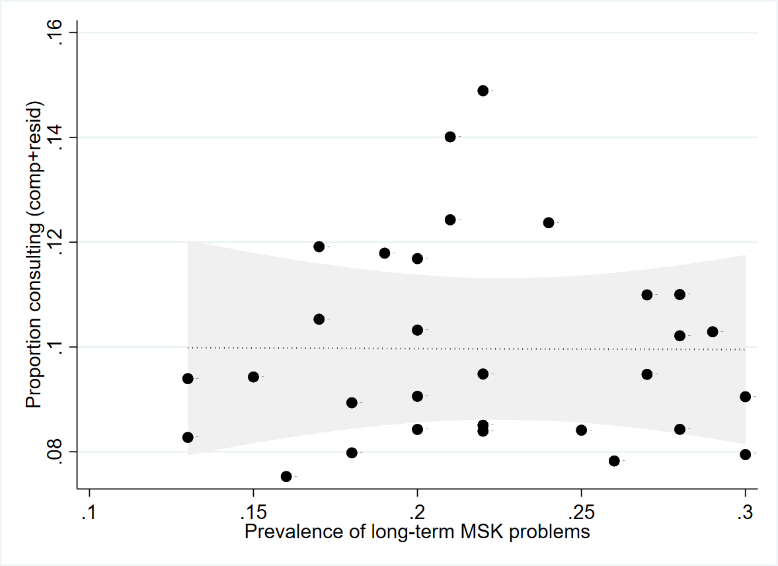 .16
.14
.12
.1
.08
Proportion consulting (comp+resid)
.1 .15 .2 .25 .3
Prevalence of long-term MSK problems